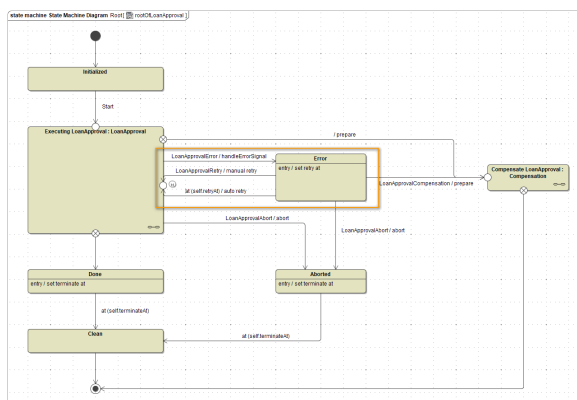 state machine State Machine Diagram Root[ rootOfLoanApproval ]
Initialized
Start
Executing LoanApproval : LoanApproval
/ prepare
LoanApprovalError / handleErrorSignal
Error
entry / set retry at
LoanApprovalRetry / manual retry
H
at (self.retryAt) / auto retry
Compensate LoanApproval :
Compensation
LoanApprovalCompensation / prepare
LoanApprovalAbort / abort
LoanApprovalAbort / abort
Done
entry / set terminate at
Aborted
entry / set terminate at
at (self.terminateAt)
at (self.terminateAt)
Clean